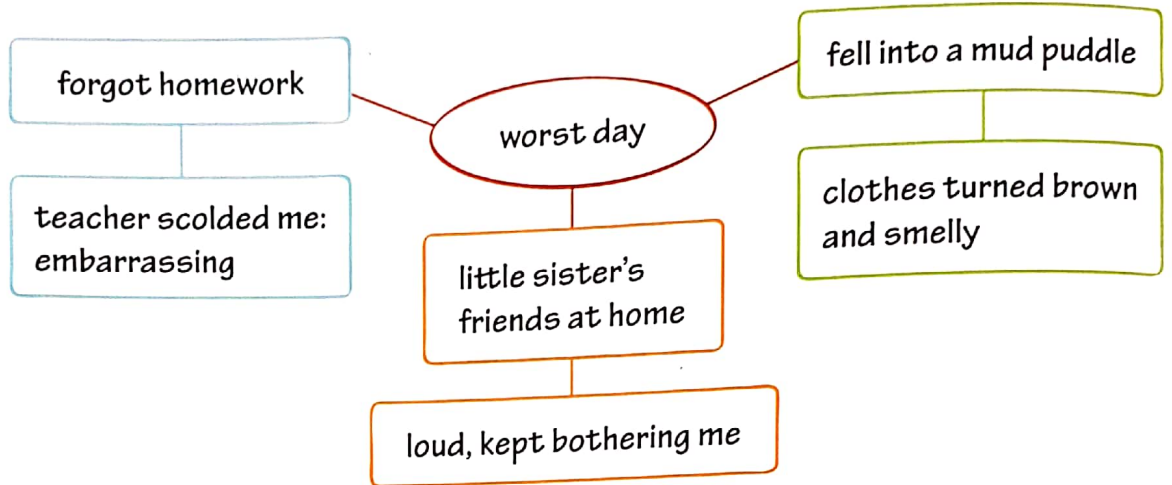 forgot homework
teacher scolded me:
embarrassing
worst day
little sister's
friends at home
loud, kept bothering me
fell into a mud puddle
clothes turned brown
and smelly